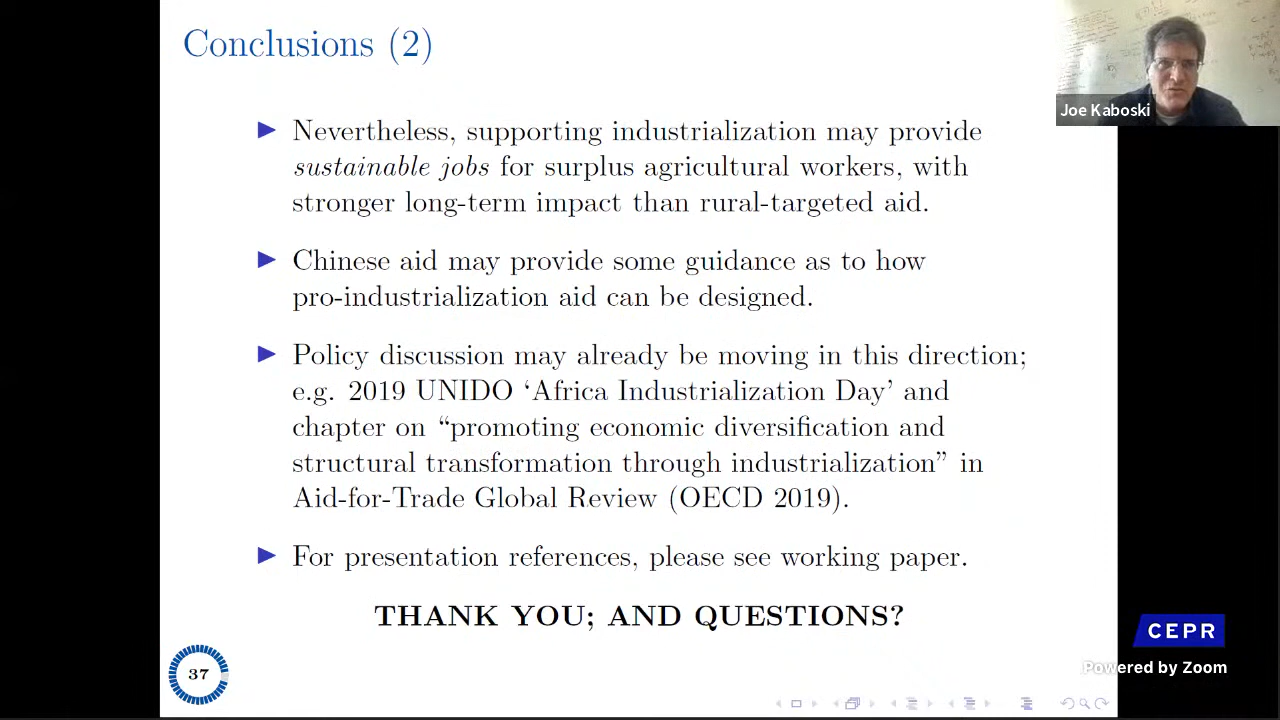 Conclusions (2)
Joe Kaboski
Nevertheless, supporting industrialization may provide
sustainable jobs for surplus agricultural workers, with
stronger long-term impact than rural-targeted aid.
Chinese aid may provide some guidance as to how
pro-industrialization aid can be designed.
Policy discussion may already be moving in this direction;
e.g. 2019 UNIDO ‘Africa Industrialization Day’ and
chapter on “promoting economic diversification and
structural transformation through industrialization” in
Aid-for-Trade Global Review (OECD 2019).
For presentation references, please see working paper.
THANK YOU; AND QUESTIONS?
CEPR
Powered by Zoom
37